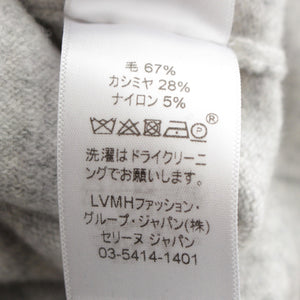 毛 67%
カシミヤ 28%
ナイロン 5%
®
洗濯はドライクリーニ
ングでお願いします.
LVMHファッション・
グループ・ジャパン(株)
セリーヌ ジャパン
03-5414-1401